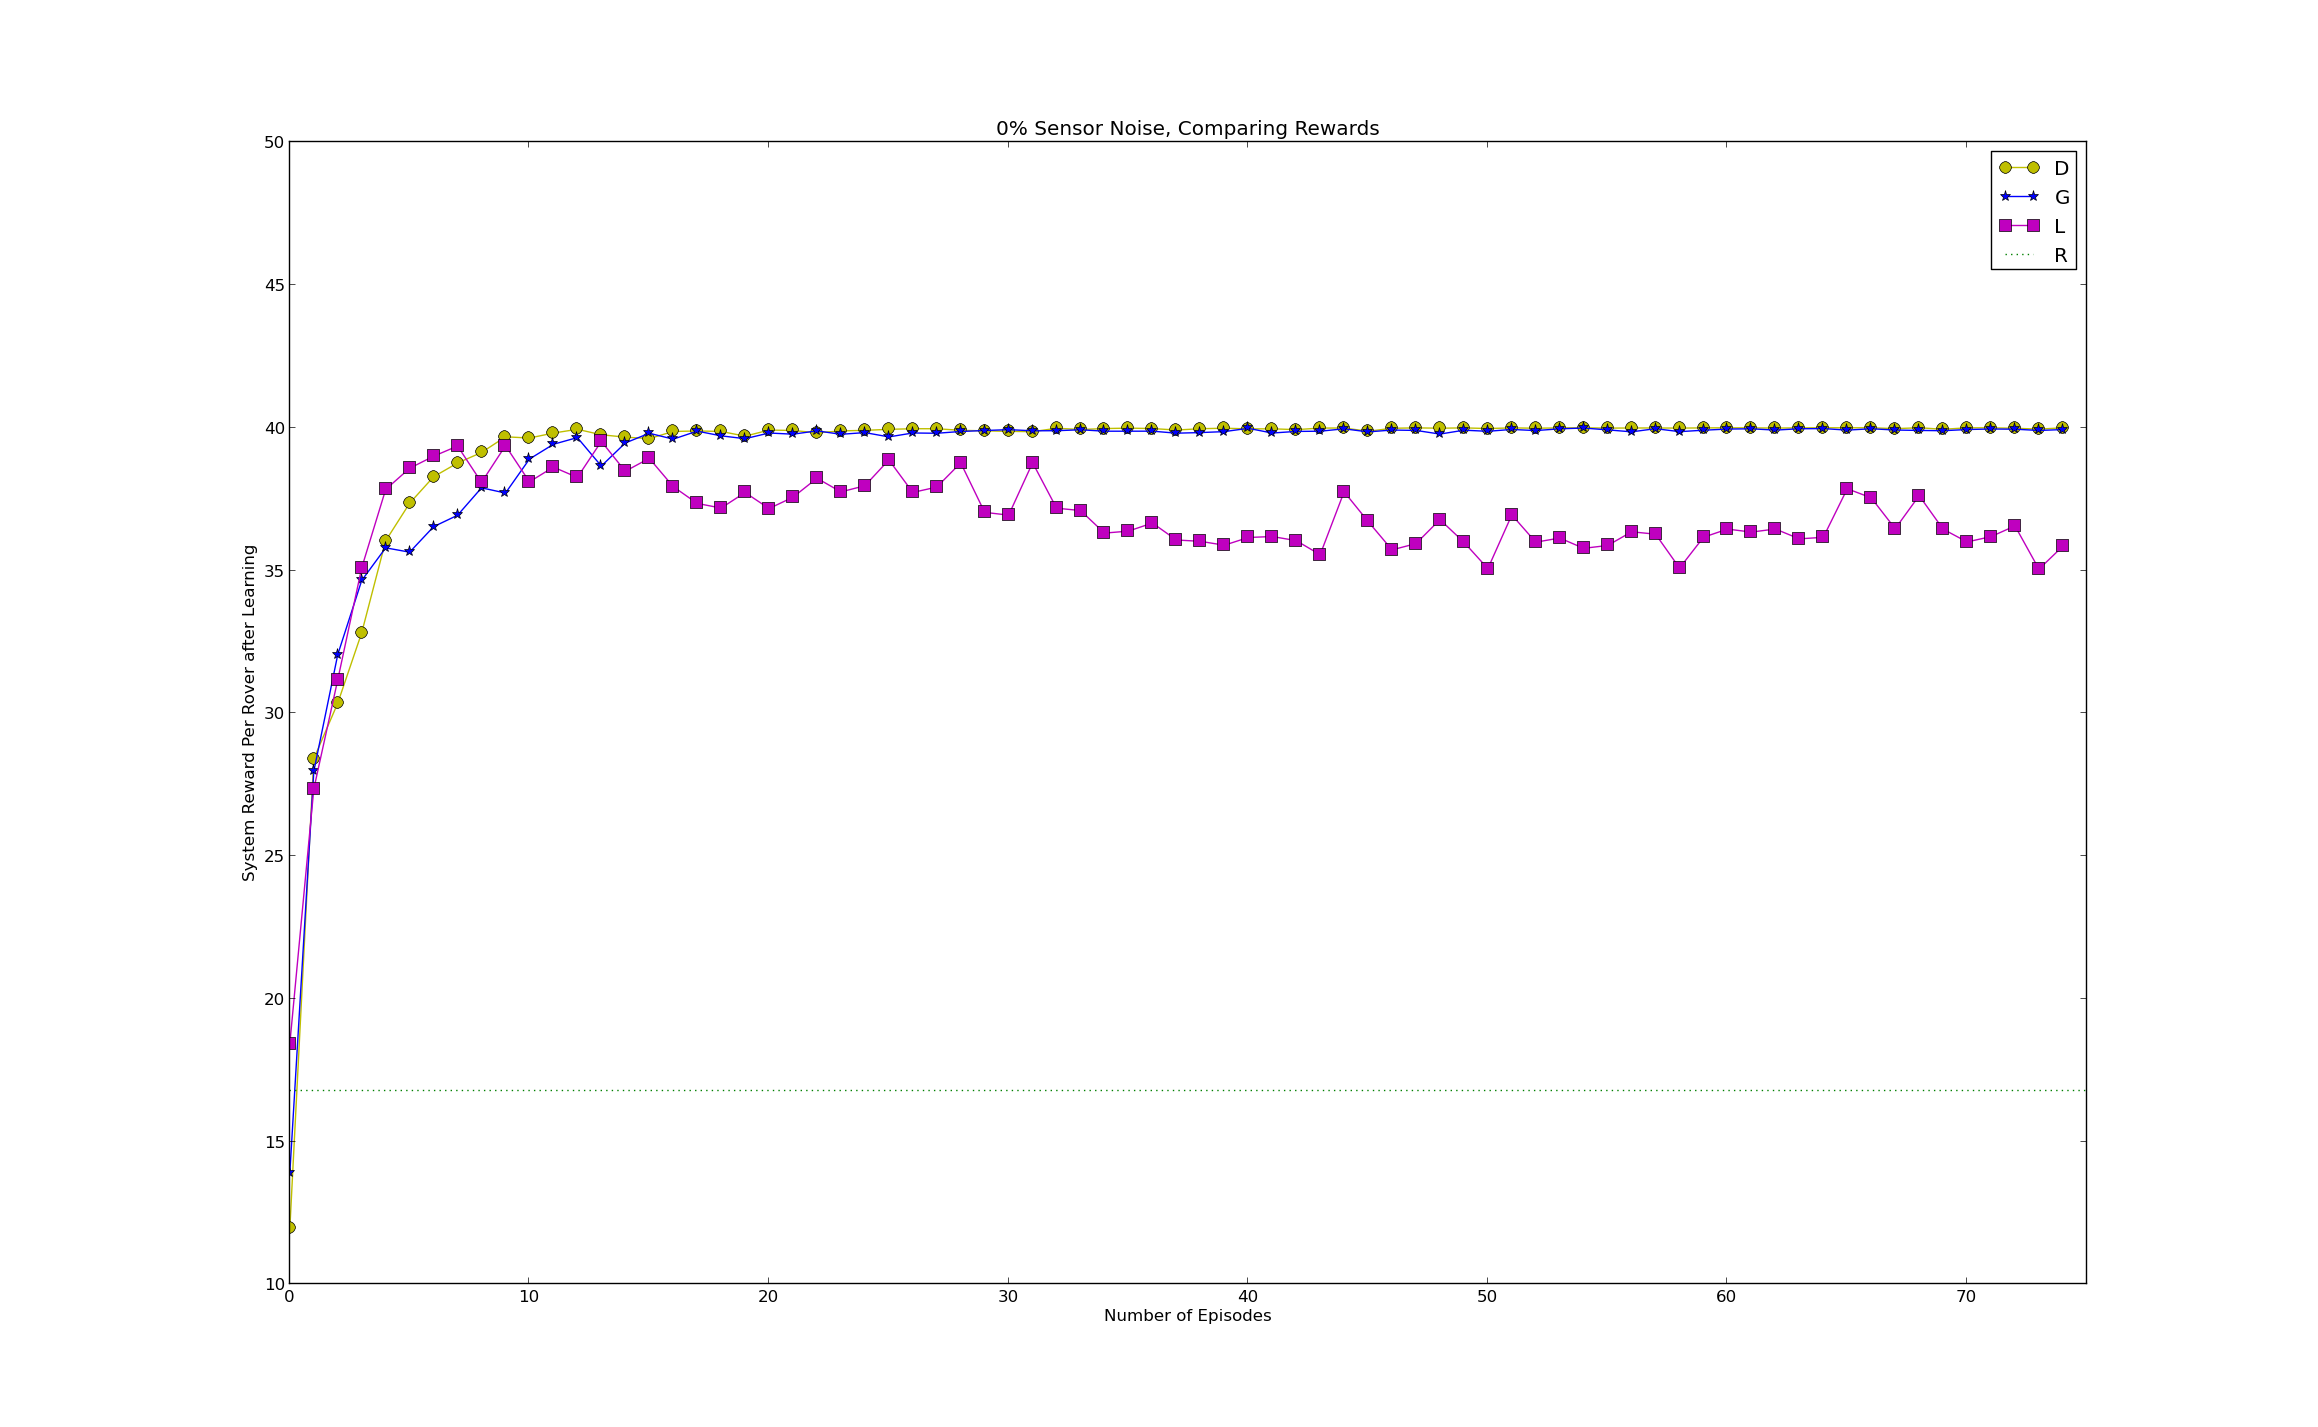 0% Sensor Noise, Comparing Rewards
50
45
40
35
30
25
20
15
10
System Reward Per Rover after Learning
D
G
L
R
0 10 20 30 40 50 60 70
Number of Episodes